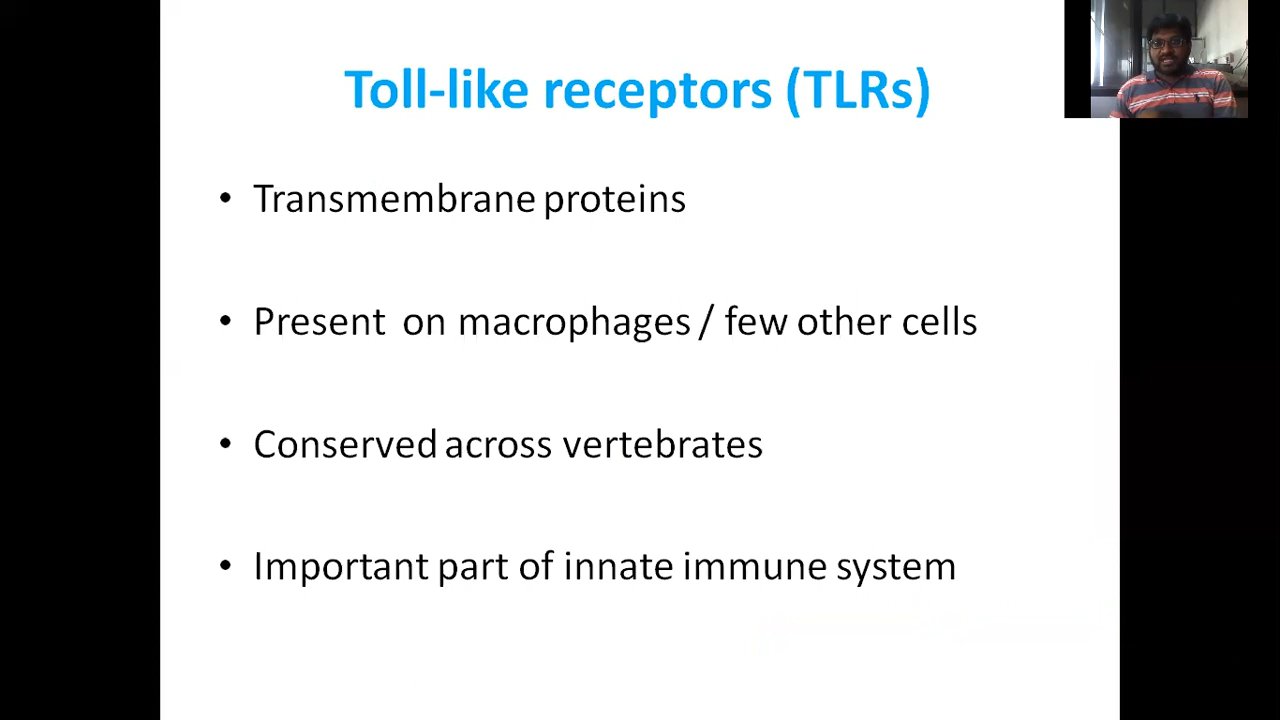 Toll-like receptors (TLRs)
• Transmembrane proteins
• Present on macrophages / few other cells
• Conserved across vertebrates
• Important part of innate immune system